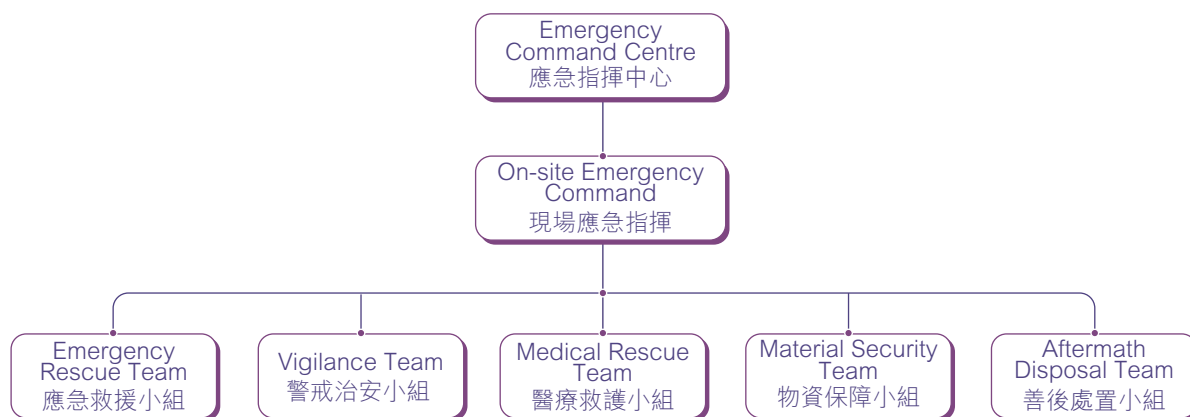 Emergency
Command Centre
應急指揮中心
On-site Emergency
Command
現場應急指揮
Emergency
Rescue Team
應急救援小組
Vigilance Team
警戒治安小組
Medical Rescue
Team
醫療救護小組
Material Security
Team
物資保障小組
Aftermath
Disposal Team
善後處置小組